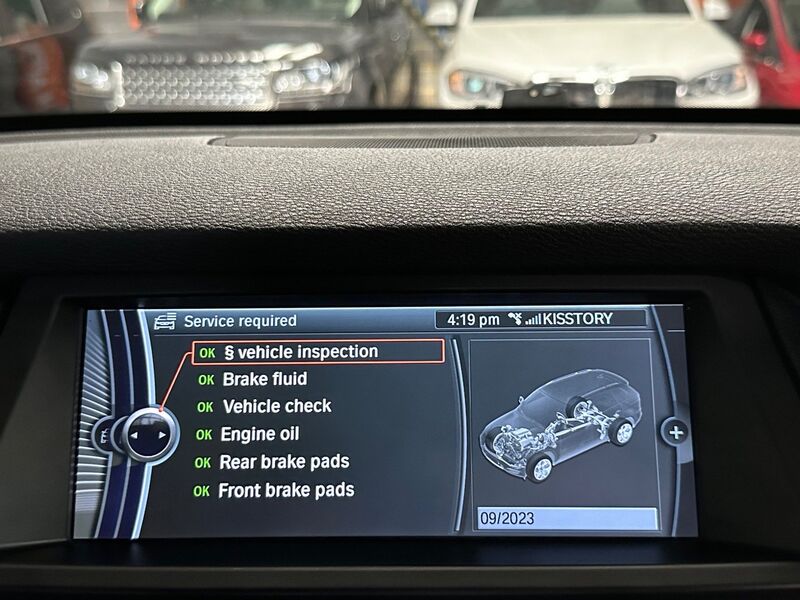 Service required
4:19 pm KISSTORY
OK § vehicle inspection
OK Brake fluid
OK Vehicle check
OK Engine oil
OK Rear brake pads
OK Front brake pads
09/2023